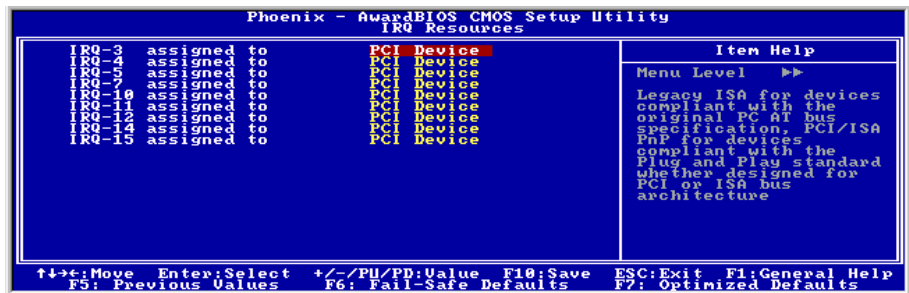 Phoenix - AwardBIOS CMOS Setup Utility
IRQ Resources
IRQ-3 assigned to PCI Device
IRQ-4 assigned to PCI Device
IRQ-5 assigned to PCI Device
IRQ-7 assigned to PCI Device
IRQ-10 assigned to PCI Device
IRQ-11 assigned to PCI Device
IRQ-12 assigned to PCI Device
IRQ-14 assigned to PCI Device
IRQ-15 assigned to PCI Device
Item Help
Menu Level ▶▶
Legacy ISA for devices
compliant with the
original PC AT bus
specification, PCI/ISA
PnP for devices
compliant with the
Plug and Play standard
whether designed for
PCI or ISA bus
architecture
↑↓→←:Move Enter:Select +/-/PU/PD:Value F10:Save ESC:Exit F1:General Help
F5: Previous Values F6: Fail-Safe Defaults F7: Optimized Defaults